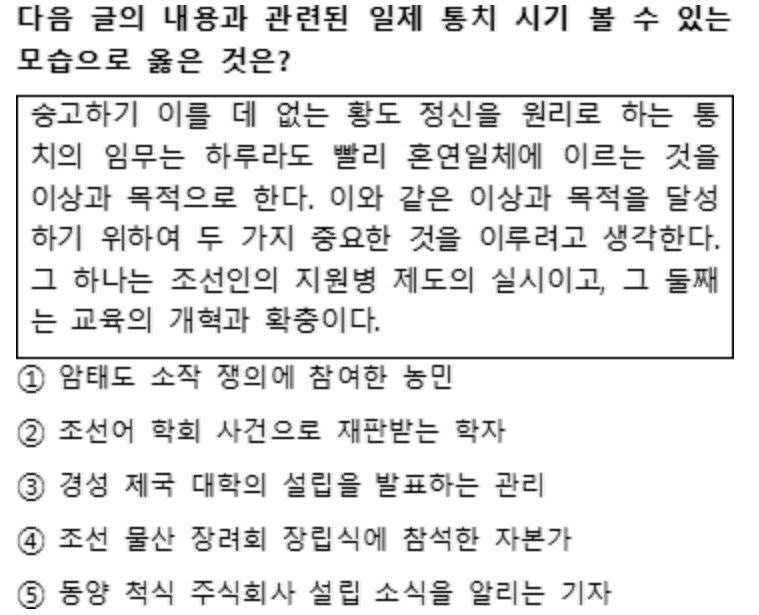 다음 글의 내용과 관련된 일제 통치 시기 볼 수 있는
모습으로 옳은 것은?
숭고하기 이를 데 없는 황도 정신을 원리로 하는 통
치의 임무는 하루라도 빨리 혼연일체에 이르는 것을
이상과 목적으로 한다. 이와 같은 이상과 목적을 달성
하기 위하여 두 가지 중요한 것을 이루려고 생각한다.
그 하나는 조선인의 지원병 제도의 실시이고, 그 둘째
는 교육의 개혁과 확충이다.
① 암태도 소작 쟁의에 참여한 농민
② 조선어 학회 사건으로 재판받는 학자
③ 경성 제국 대학의 설립을 발표하는 관리
④ 조선 물산 장려회 장립식에 참석한 자본가
⑤ 동양 척식 주식회사 설립 소식을 알리는 기자